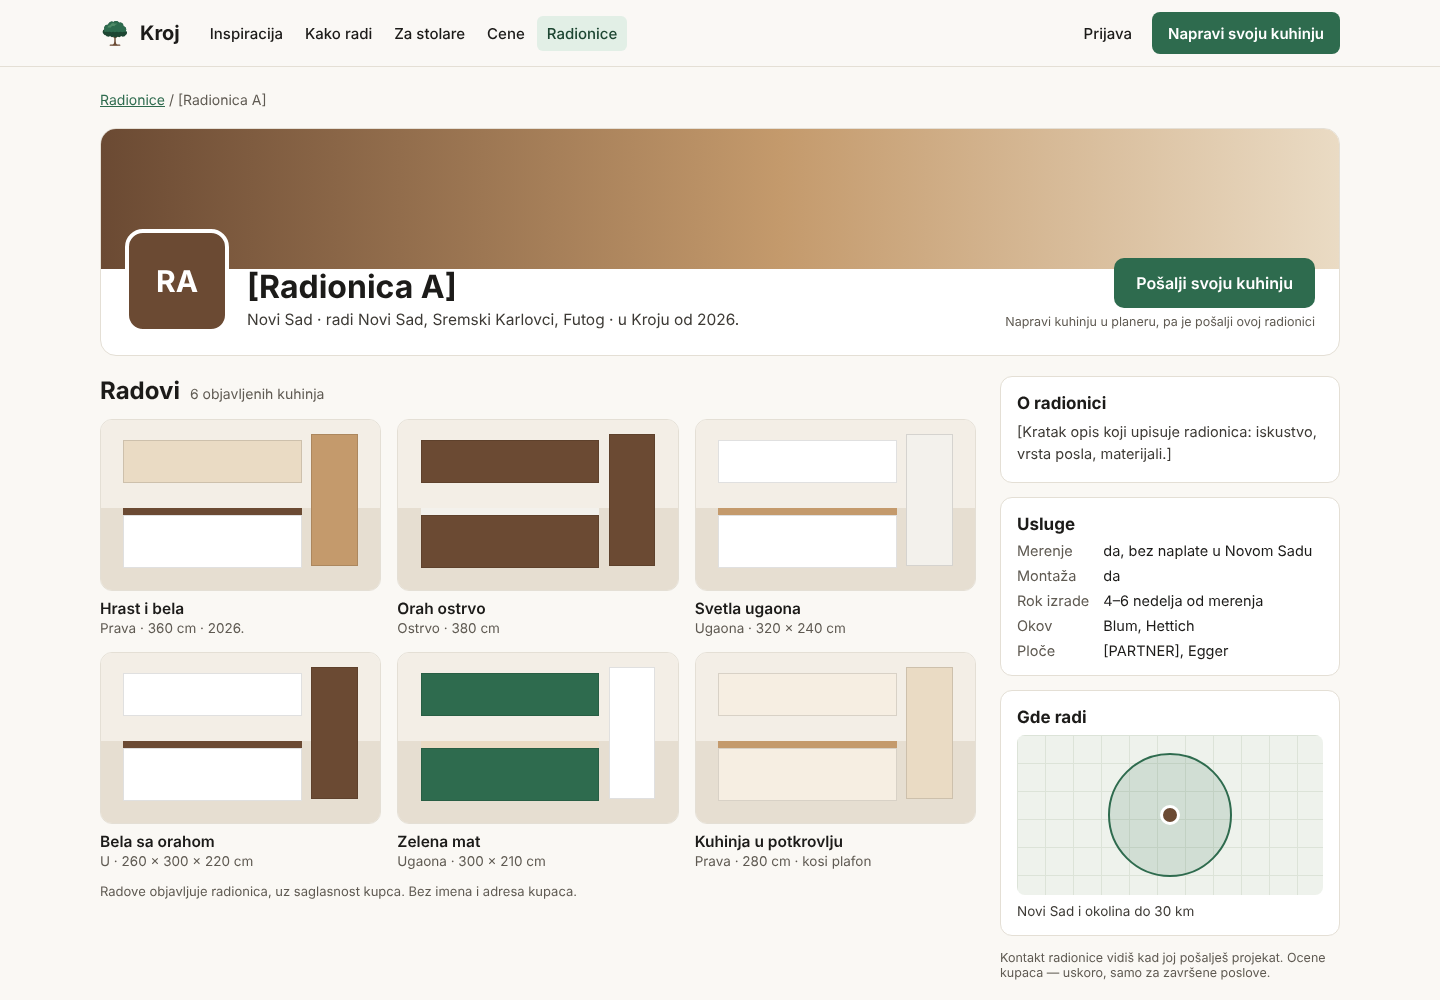 Kroj
Inspiracija
Kako radi
Za stolare
Cene
Radionice
Prijava
Napravi svoju kuhinju
Radionice / [Radionica A]
RA
[Radionica A]
Novi Sad · radi Novi Sad, Sremski Karlovci, Futog · u Kroju od 2026.
Pošalji svoju kuhinju
Napravi kuhinju u planeru, pa je pošalji ovoj radionici
Radovi 6 objavljenih kuhinja
Hrast i bela
Prava · 360 cm · 2026.
Orah ostrvo
Ostrvo · 380 cm
Svetla ugaona
Ugaona · 320 × 240 cm
Bela sa orahom
U · 260 × 300 × 220 cm
Zelena mat
Ugaona · 300 × 210 cm
Kuhinja u potkrovlju
Prava · 280 cm · kosi plafon
Radove objavljuje radionica, uz saglasnost kupca. Bez imena i adresa kupaca.
O radionici
[Kratak opis koji upisuje radionica: iskustvo,
vrsta posla, materijali.]
Usluge
Merenje da, bez naplate u Novom Sadu
Montaža da
Rok izrade 4–6 nedelja od merenja
Okov Blum, Hettich
Ploče [PARTNER], Egger
Gde radi
Novi Sad i okolina do 30 km
Kontakt radionice vidiš kad joj pošalješ projekat. Ocene
kupaca — uskoro, samo za završene poslove.